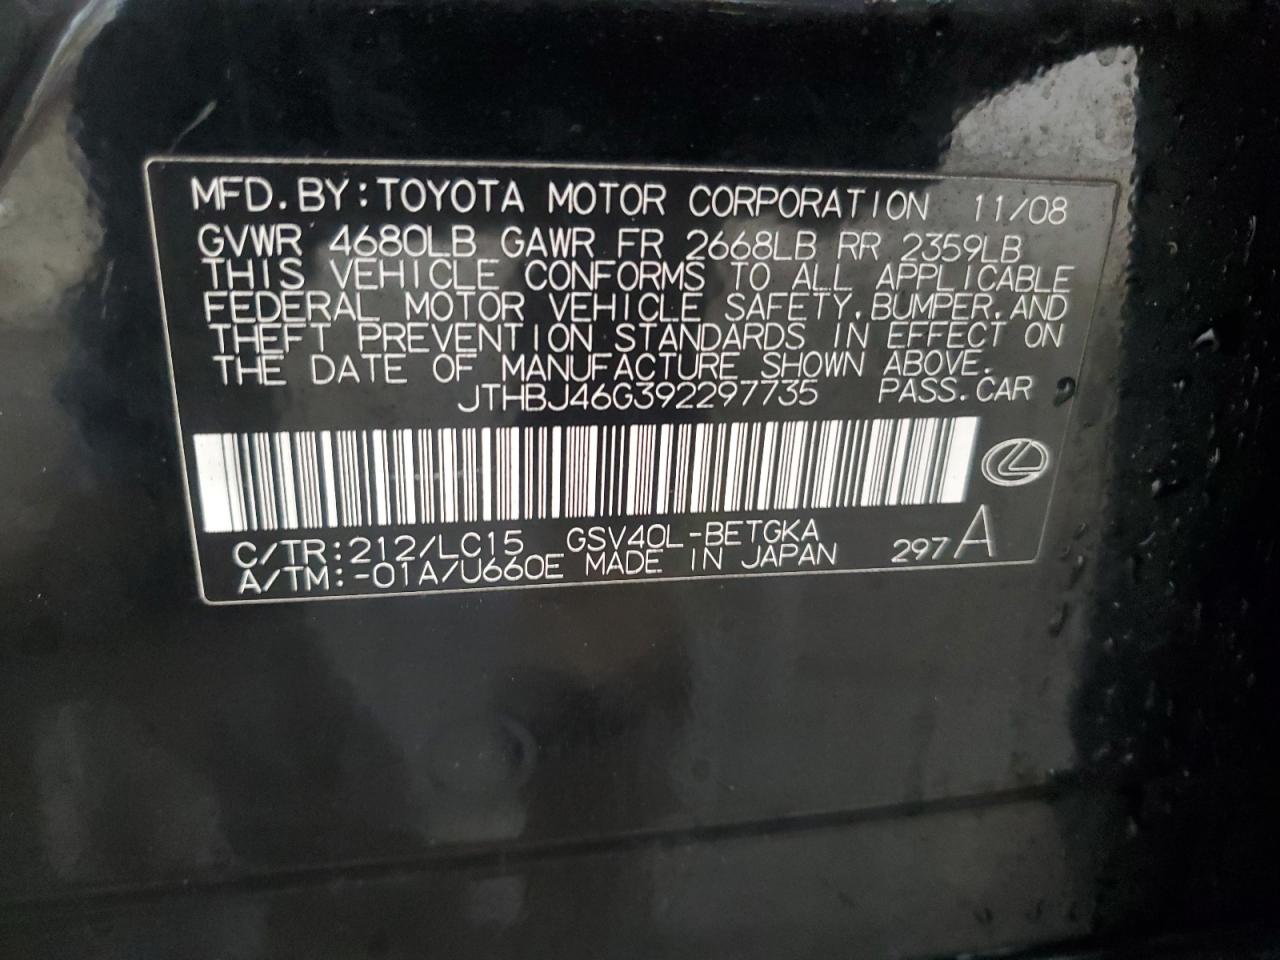 MFD. BY: TOYOTA MOTOR CORPORATION 11/08
GVWR 4680LB GAWR FR 2668LB RR 2359LB
THIS VEHICLE CONFORMS TO ALL APPLICABLE
FEDERAL MOTOR VEHICLE SAFETY, BUMPER, AND
THEFT PREVENTION STANDARDS IN EFFECT ON
THE DATE OF MANUFACTURE SHOWN ABOVE.
JTHBJ46G392297735 PASS. CAR
C/TR: 212/LC15 GSV40L-BETGKA
A/TM: -01A/U660E MADE IN JAPAN 297A